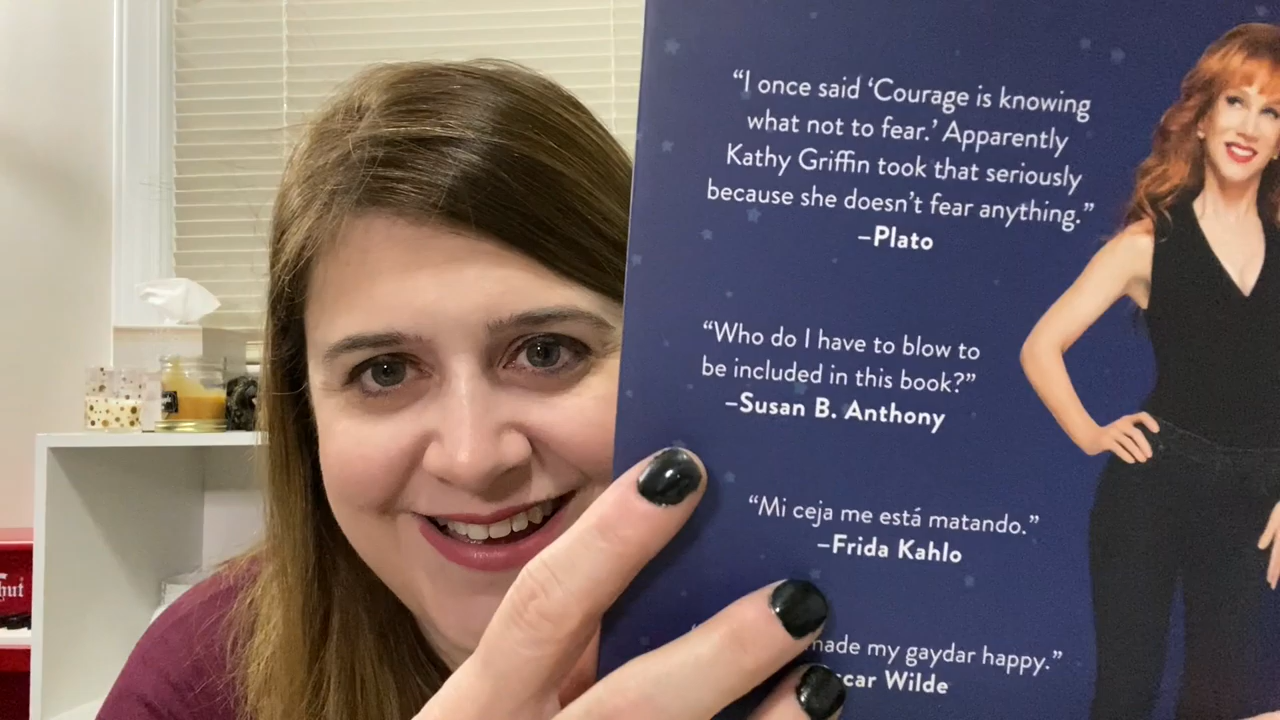 “I once said ‘Courage is knowing
what not to fear.’ Apparently
Kathy Griffin took that seriously
because she doesn’t fear anything.”
–Plato
“Who do I have to blow to
be included in this book?”
–Susan B. Anthony
“Mi ceja me está matando.”
–Frida Kahlo
made my gaydar happy.”
Wilde